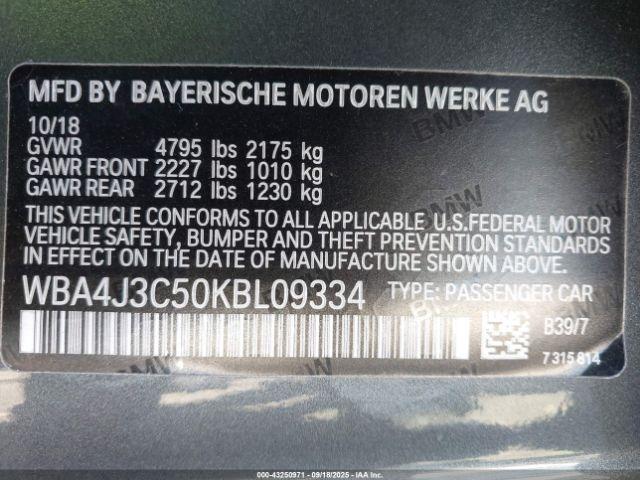 MFD BY BAYERISCHE MOTOREN WERKE AG
10/18
GVWR 4795 lbs 2175 kg
GAWR FRONT 2227 lbs 1010 kg
GAWR REAR 2712 lbs 1230 kg
THIS VEHICLE CONFORMS TO ALL APPLICABLE U.S.FEDERAL MOTOR
VEHICLE SAFETY, BUMPER AND THEFT PREVENTION STANDARDS
IN EFFECT ON THE DATE OF MANUFACTURE SHOWN ABOVE.
WBA4J3C50KBL09334 TYPE: PASSENGER CAR
B39/7
7315814
000-43250971 - 09/18/2025 - IAA Inc.